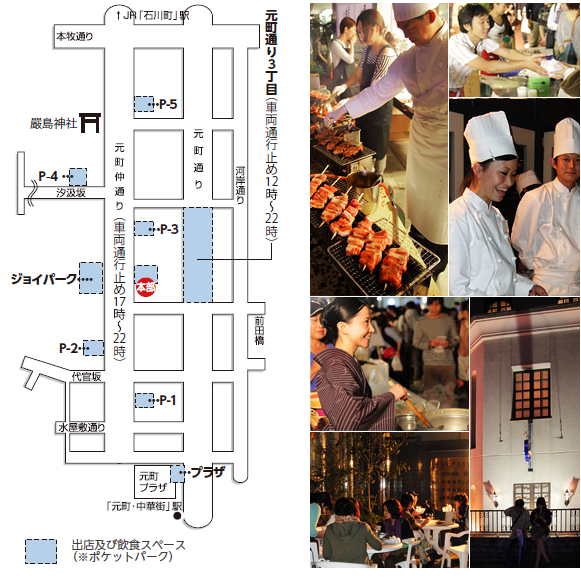 ↑JR「石川町」駅
本牧通り
元町通り3丁目(車両通行止め12時〜22時)
P-5
嚴島神社
元町仲通り(車両通行止め17時〜22時)
元町通り
河岸通り
P-4
汐汲坂
P-3
ジョイパーク
本部
前田橋
P-2
代官坂
P-1
水屋敷通り
プラザ
元町
プラザ
「元町・中華街」駅
出店及び飲食スペース
(※ポケットパーク)